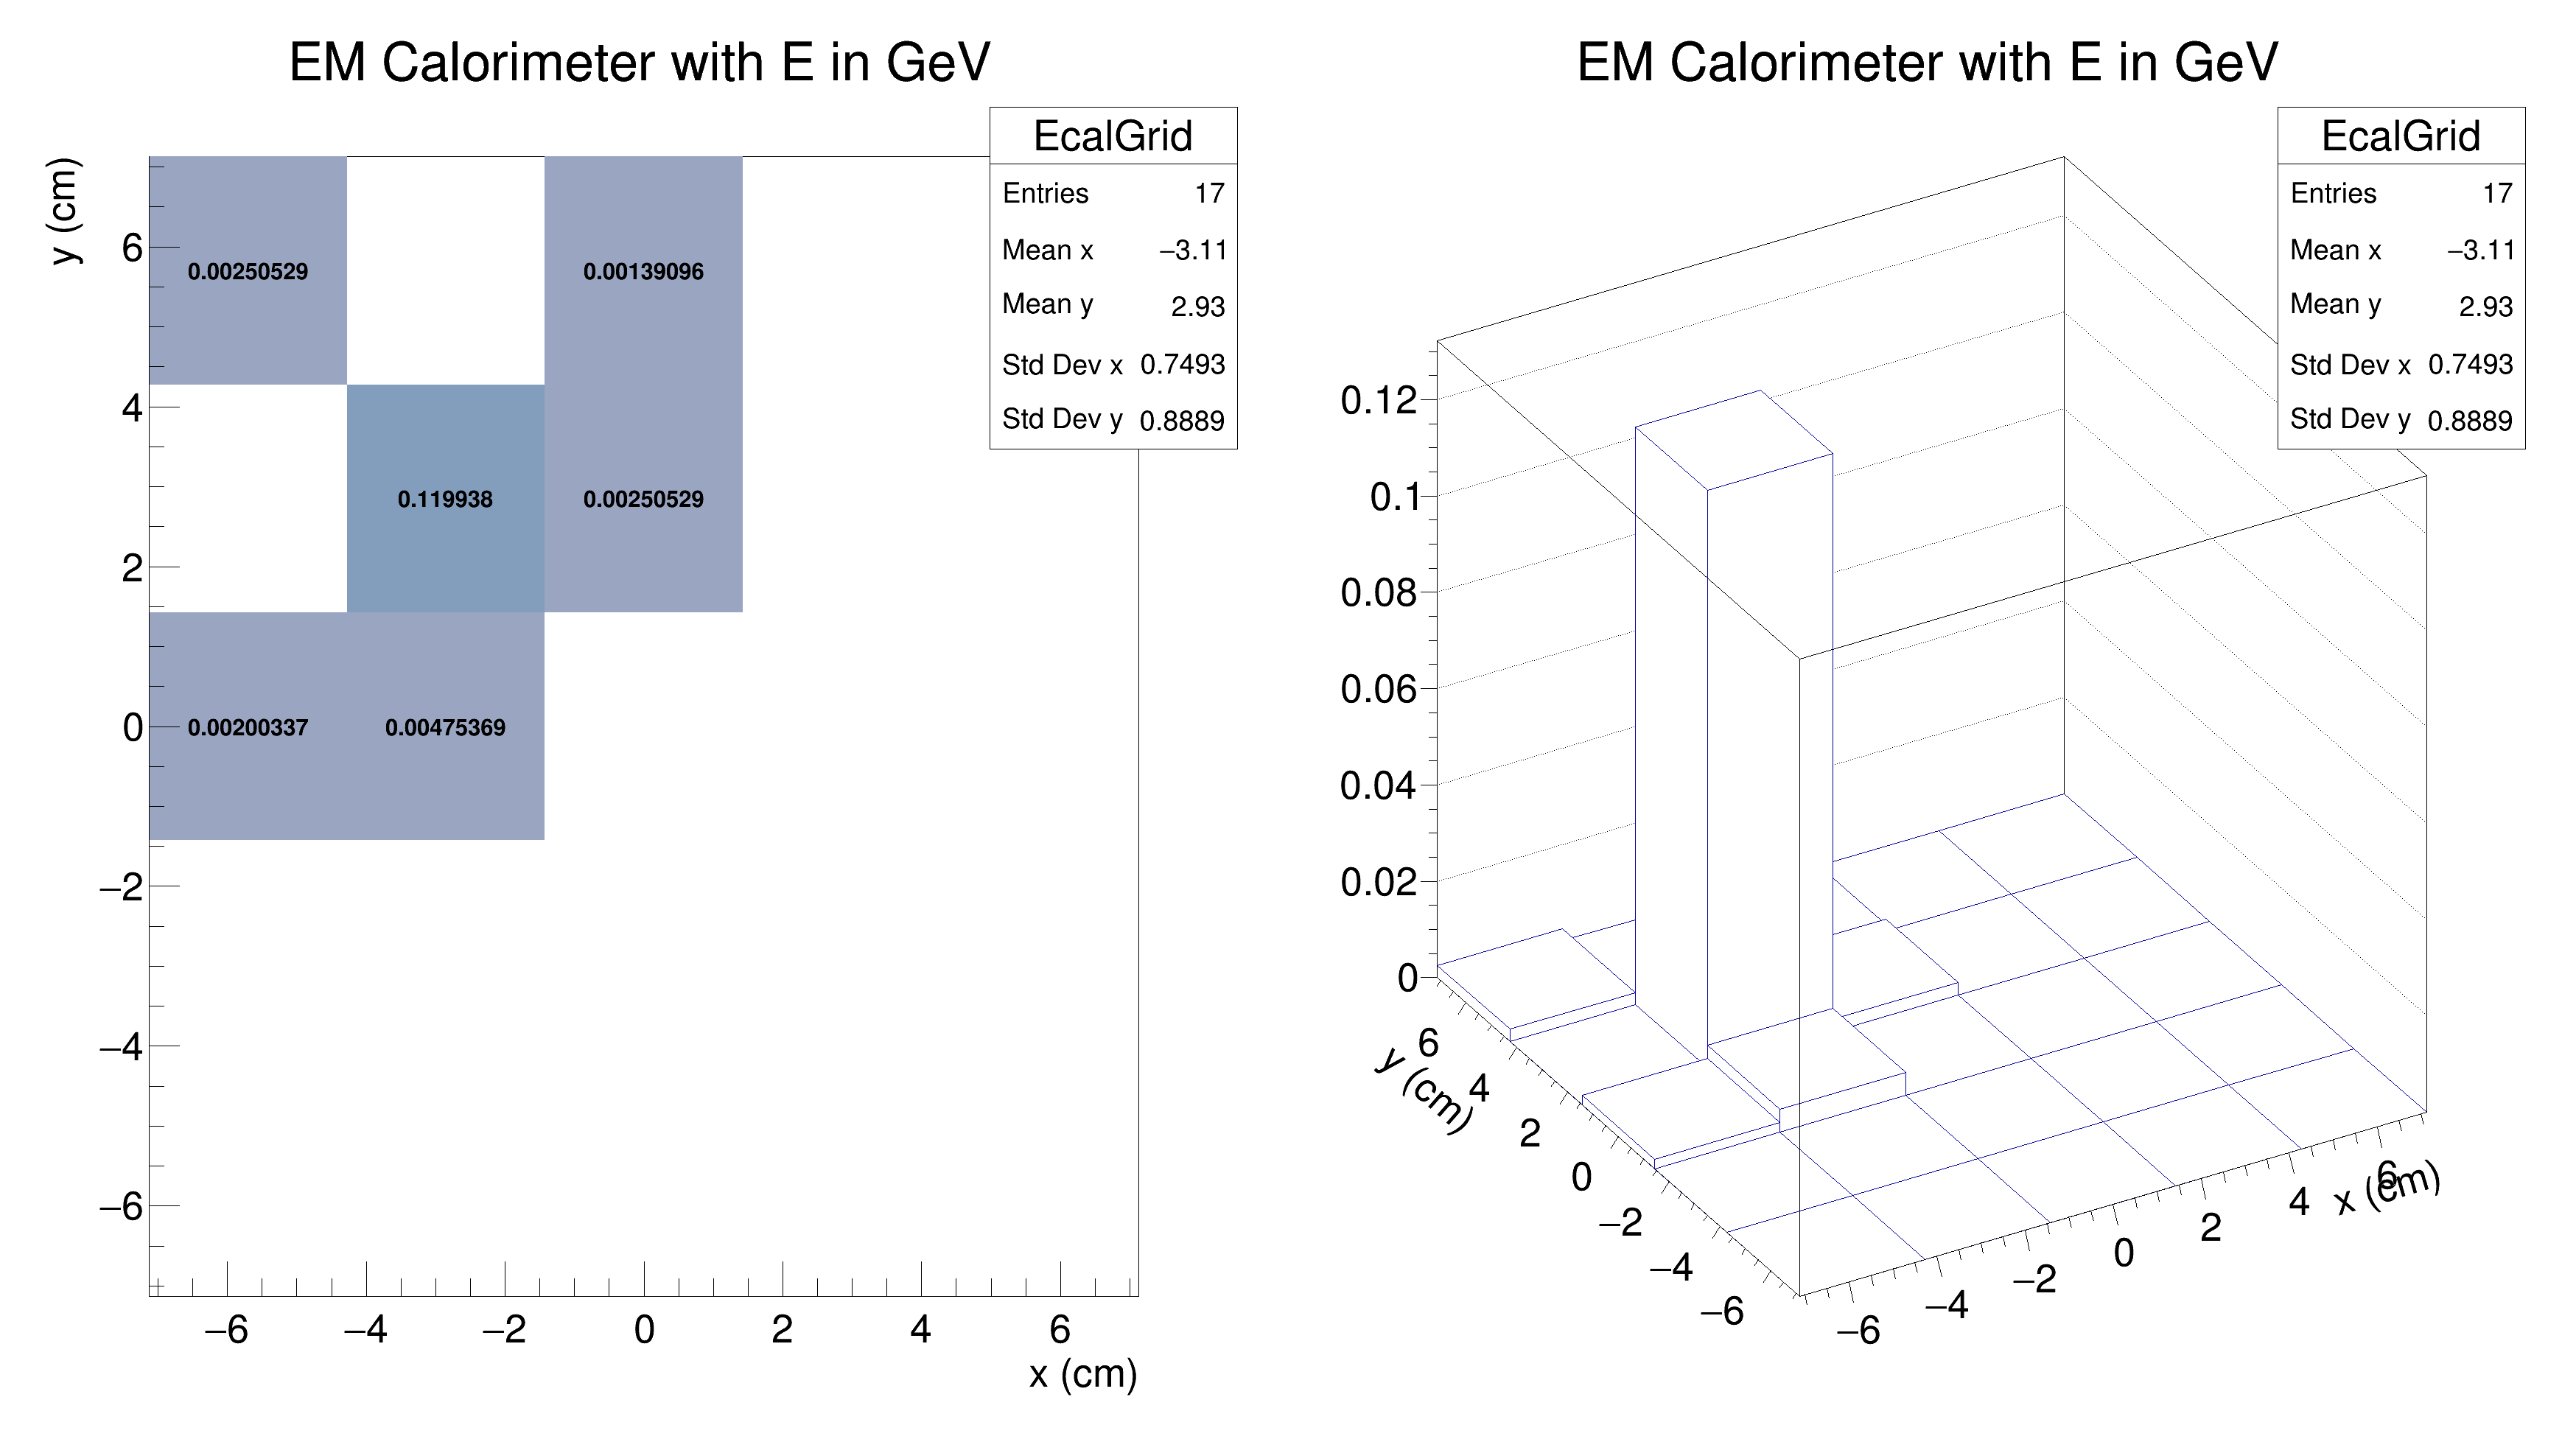 EM Calorimeter with E in GeV
EcalGrid
Entries 17
Mean x −3.11
Mean y 2.93
Std Dev x 0.7493
Std Dev y 0.8889
y (cm)
6
4
2
0
−2
−4
−6
0.00250529
0.00139096
0.119938
0.00250529
0.00200337
0.00475369
−6
−4
−2
0
2
4
6
x (cm)
EM Calorimeter with E in GeV
EcalGrid
Entries 17
Mean x −3.11
Mean y 2.93
Std Dev x 0.7493
Std Dev y 0.8889
0.12
0.1
0.08
0.06
0.04
0.02
0
y (cm)
6
4
2
0
−2
−4
−6
−6
−4
−2
0
2
4
6
x (cm)